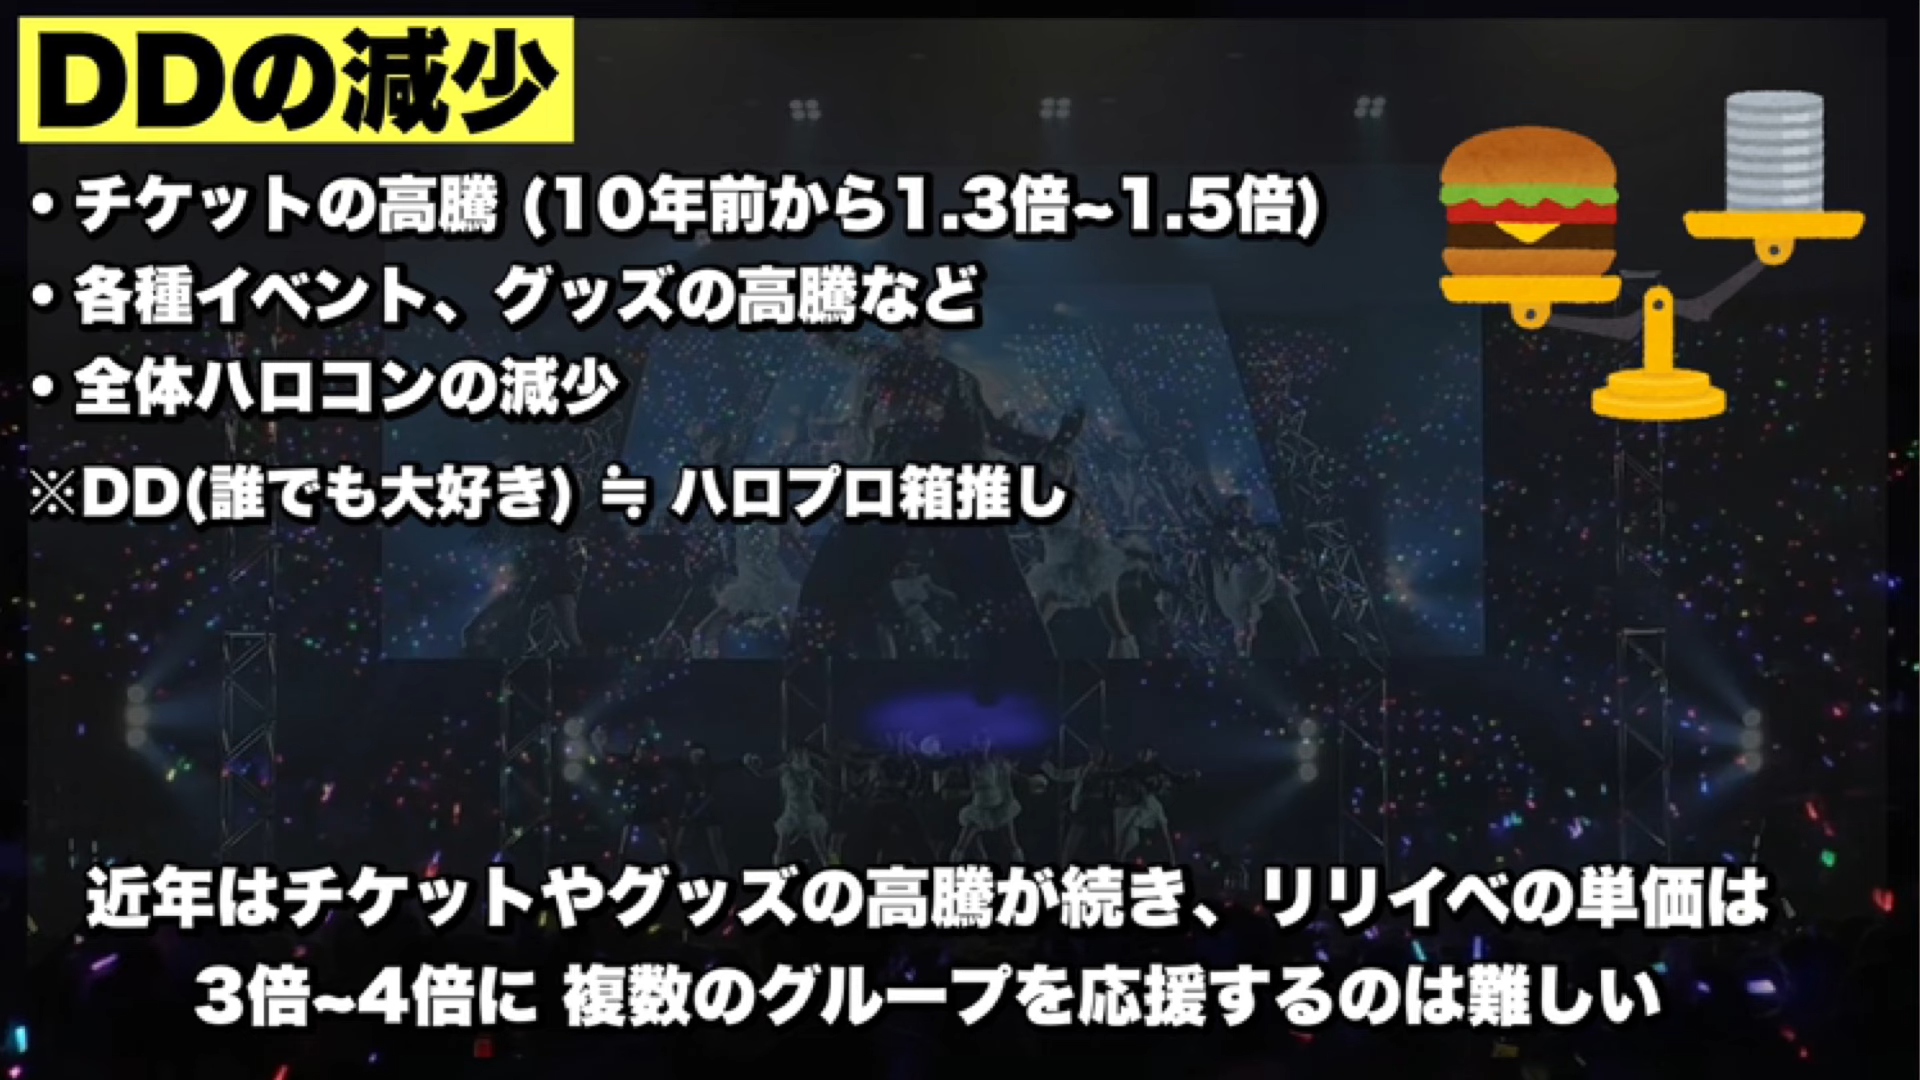 DDの減少
・チケットの高騰 (10年前から1.3倍~1.5倍)
・各種イベント、グッズの高騰など
・全体ハロコンの減少
※DD(誰でも大好き) ≒ ハロプロ箱推し
近年はチケットやグッズの高騰が続き、リリイベの単価は
3倍~4倍に 複数のグループを応援するのは難しい